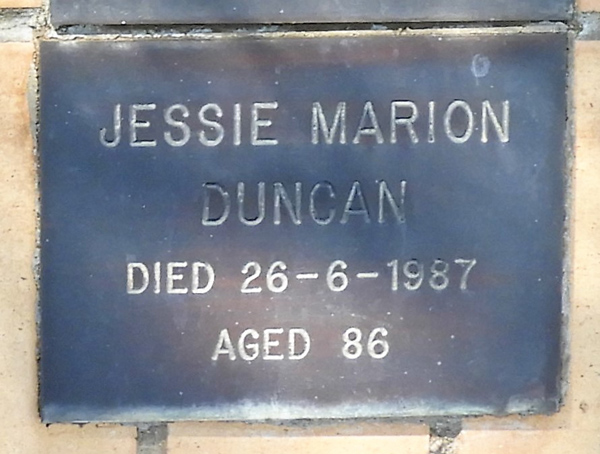 JESSIE MARION
DUNCAN
DIED 26-6-1987
AGED 86